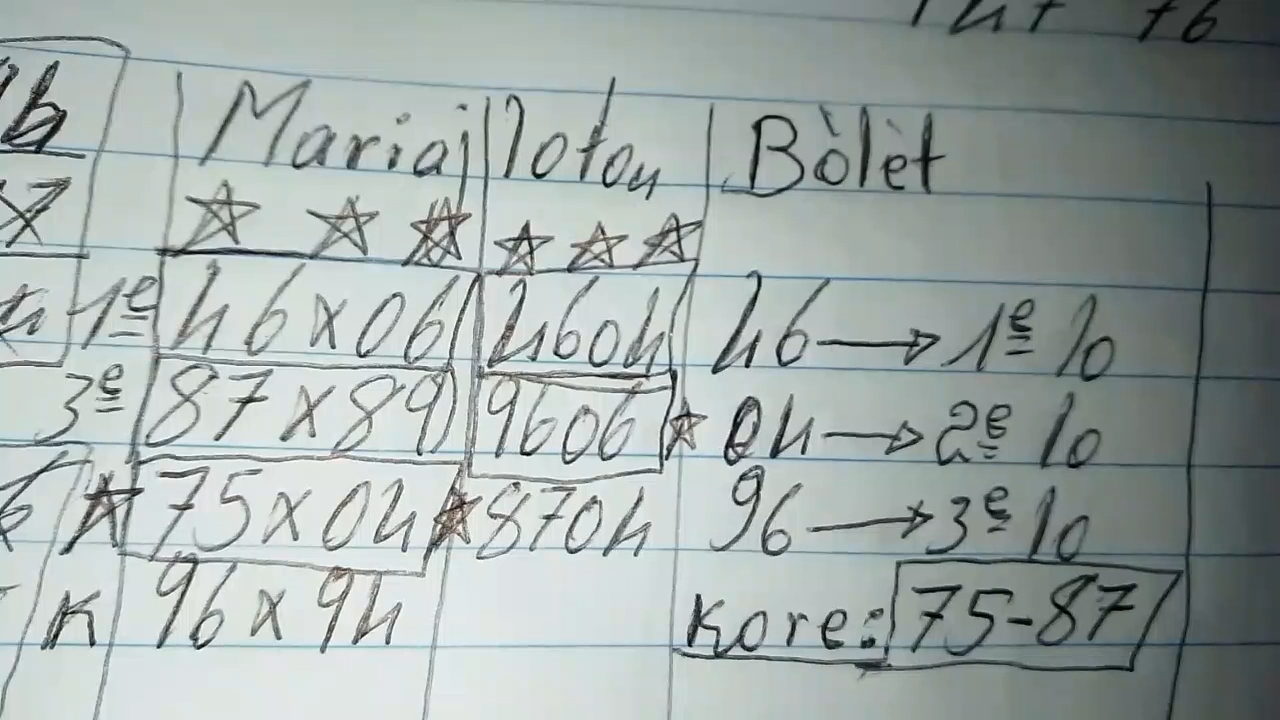 Mariaj loto4 Bòlèt
1e 46x06 4604 46 → 1e lo
3e 87x89 9606 04 → 2e lo
75x04 8704 96 → 3e lo
K 96x94 Kore: 75-87